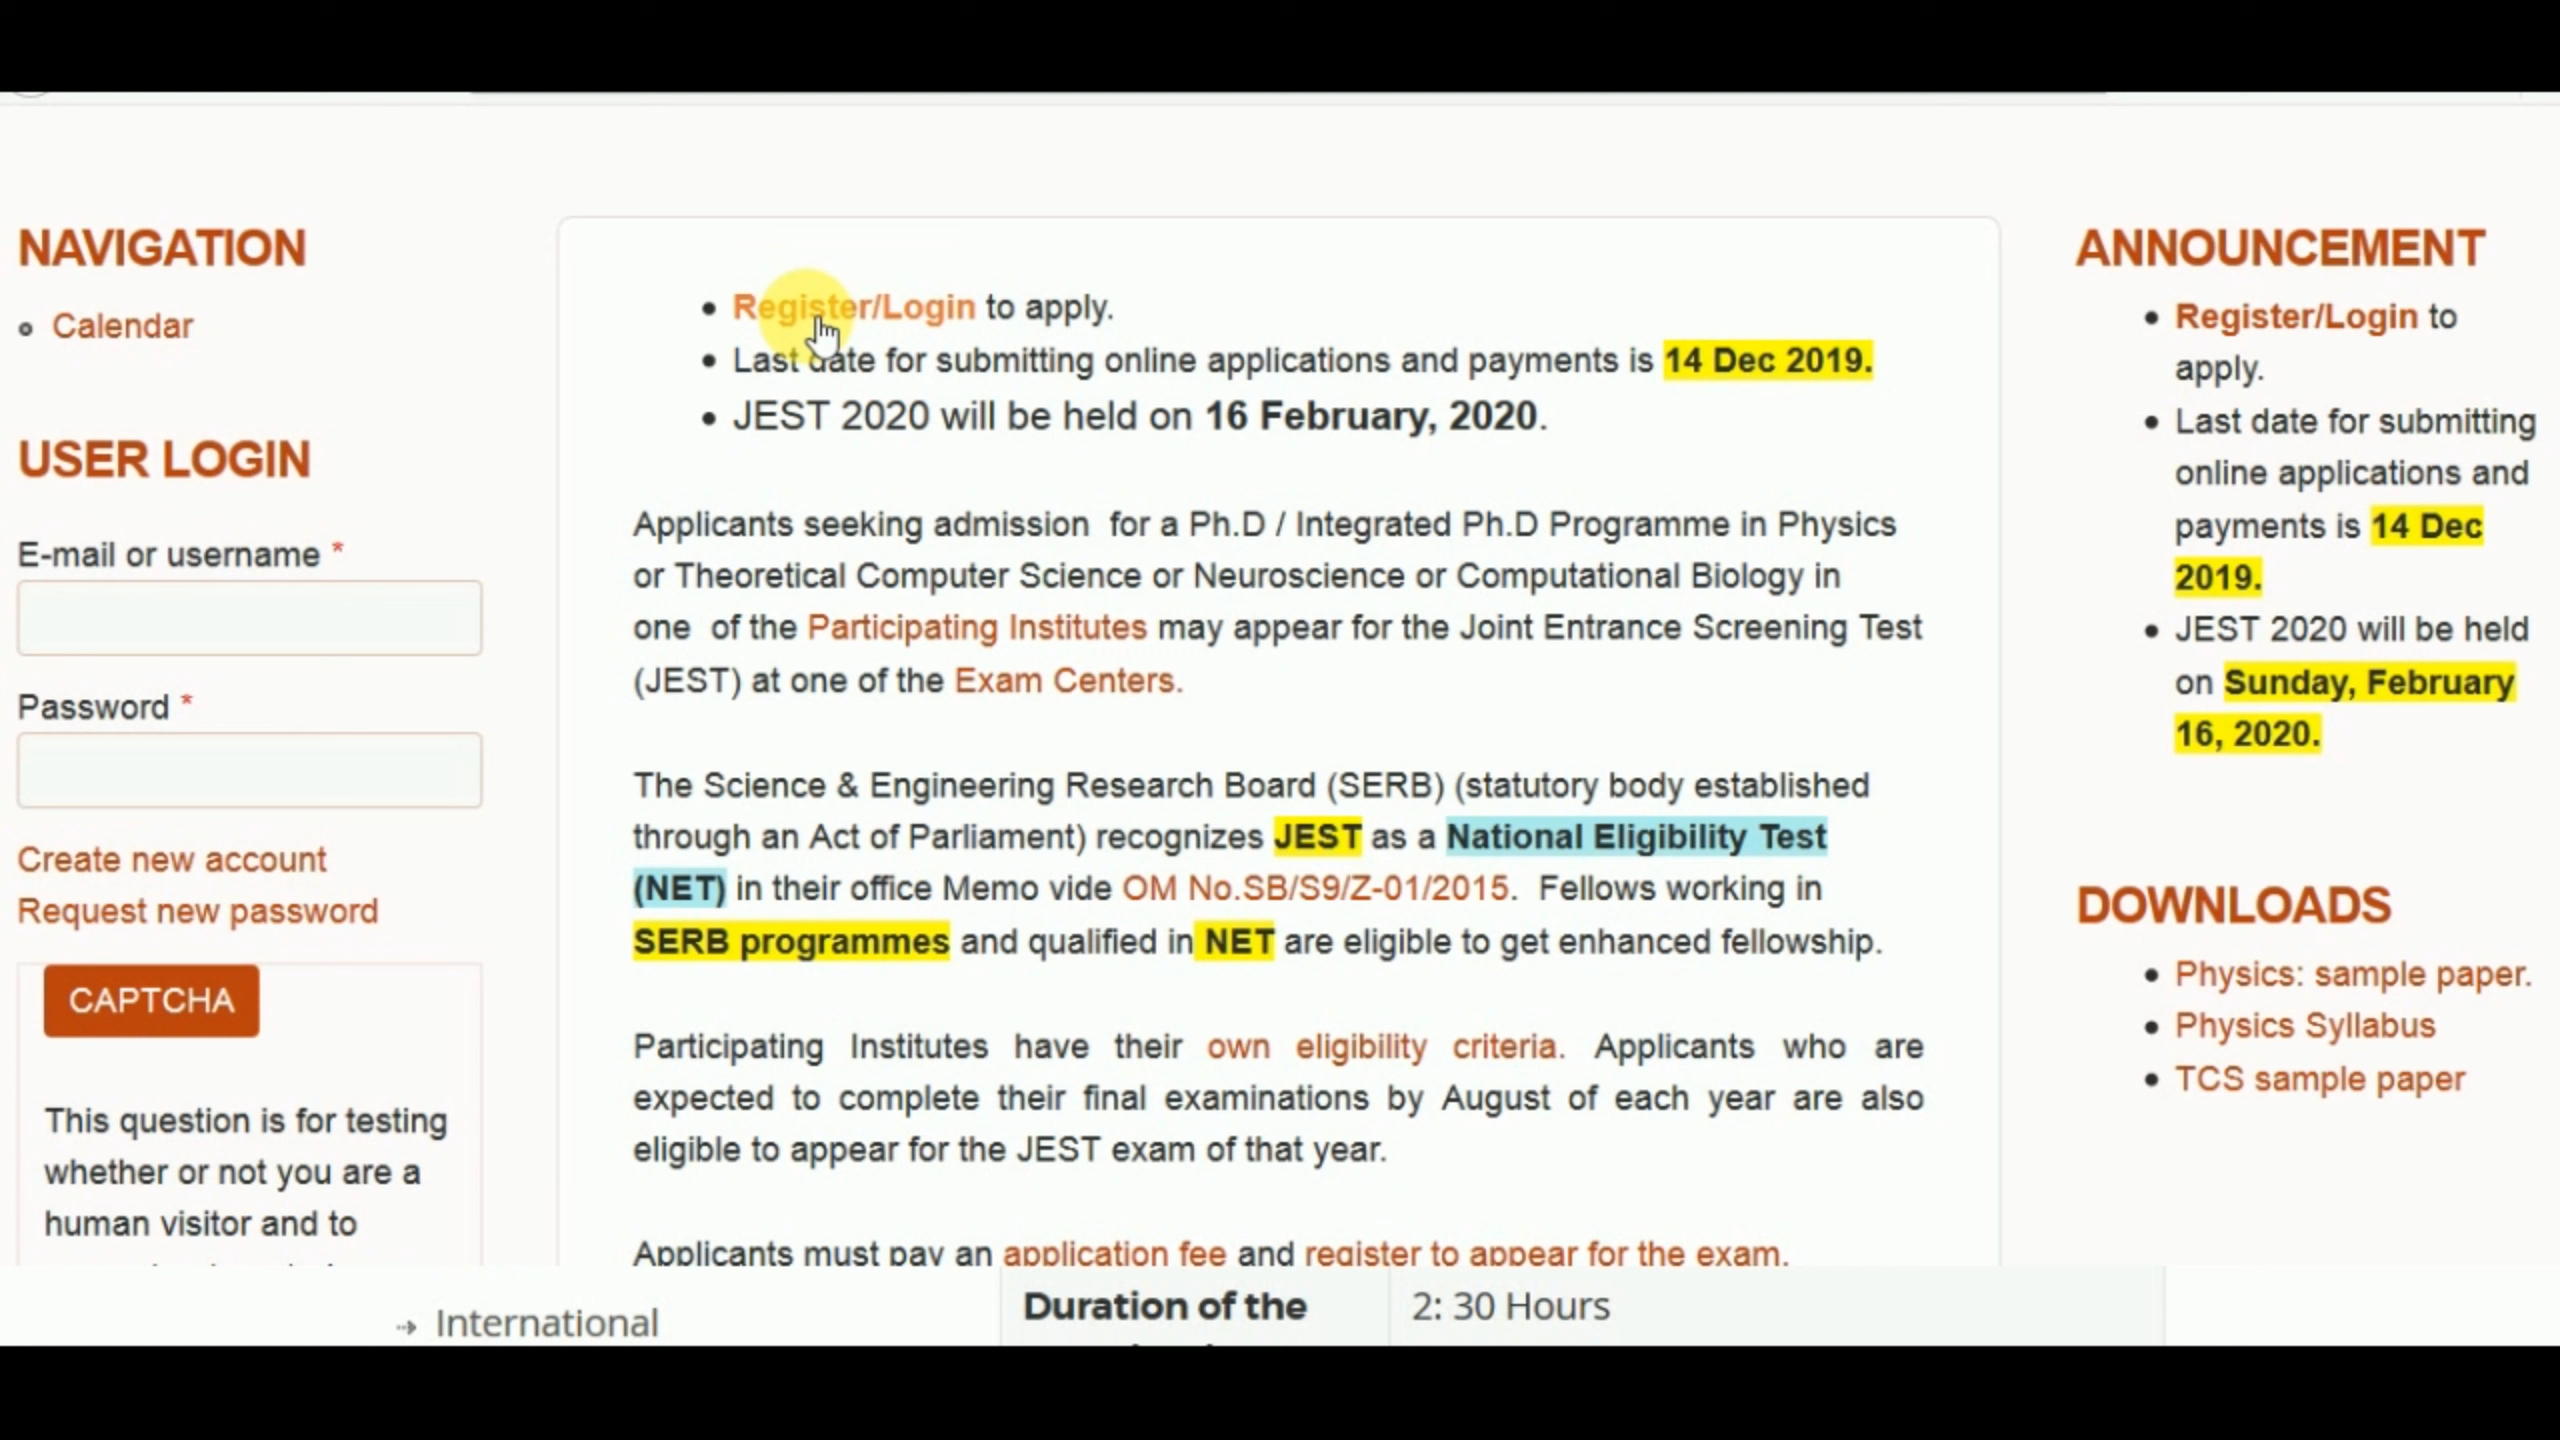 NAVIGATION
Calendar
USER LOGIN
E-mail or username *
Password *
Create new account
Request new password
CAPTCHA
This question is for testing
whether or not you are a
human visitor and to
Register/Login to apply.
Last date for submitting online applications and payments is 14 Dec 2019.
JEST 2020 will be held on 16 February, 2020.
Applicants seeking admission for a Ph.D / Integrated Ph.D Programme in Physics
or Theoretical Computer Science or Neuroscience or Computational Biology in
one of the Participating Institutes may appear for the Joint Entrance Screening Test
(JEST) at one of the Exam Centers.
The Science & Engineering Research Board (SERB) (statutory body established
through an Act of Parliament) recognizes JEST as a National Eligibility Test
(NET) in their office Memo vide OM No.SB/S9/Z-01/2015. Fellows working in
SERB programmes and qualified in NET are eligible to get enhanced fellowship.
Participating Institutes have their own eligibility criteria. Applicants who are
expected to complete their final examinations by August of each year are also
eligible to appear for the JEST exam of that year.
Applicants must pay an application fee and register to appear for the exam.
ANNOUNCEMENT
Register/Login to
apply.
Last date for submitting
online applications and
payments is 14 Dec
2019.
JEST 2020 will be held
on Sunday, February
16, 2020.
DOWNLOADS
Physics: sample paper.
Physics Syllabus
TCS sample paper
International
Duration of the
2: 30 Hours